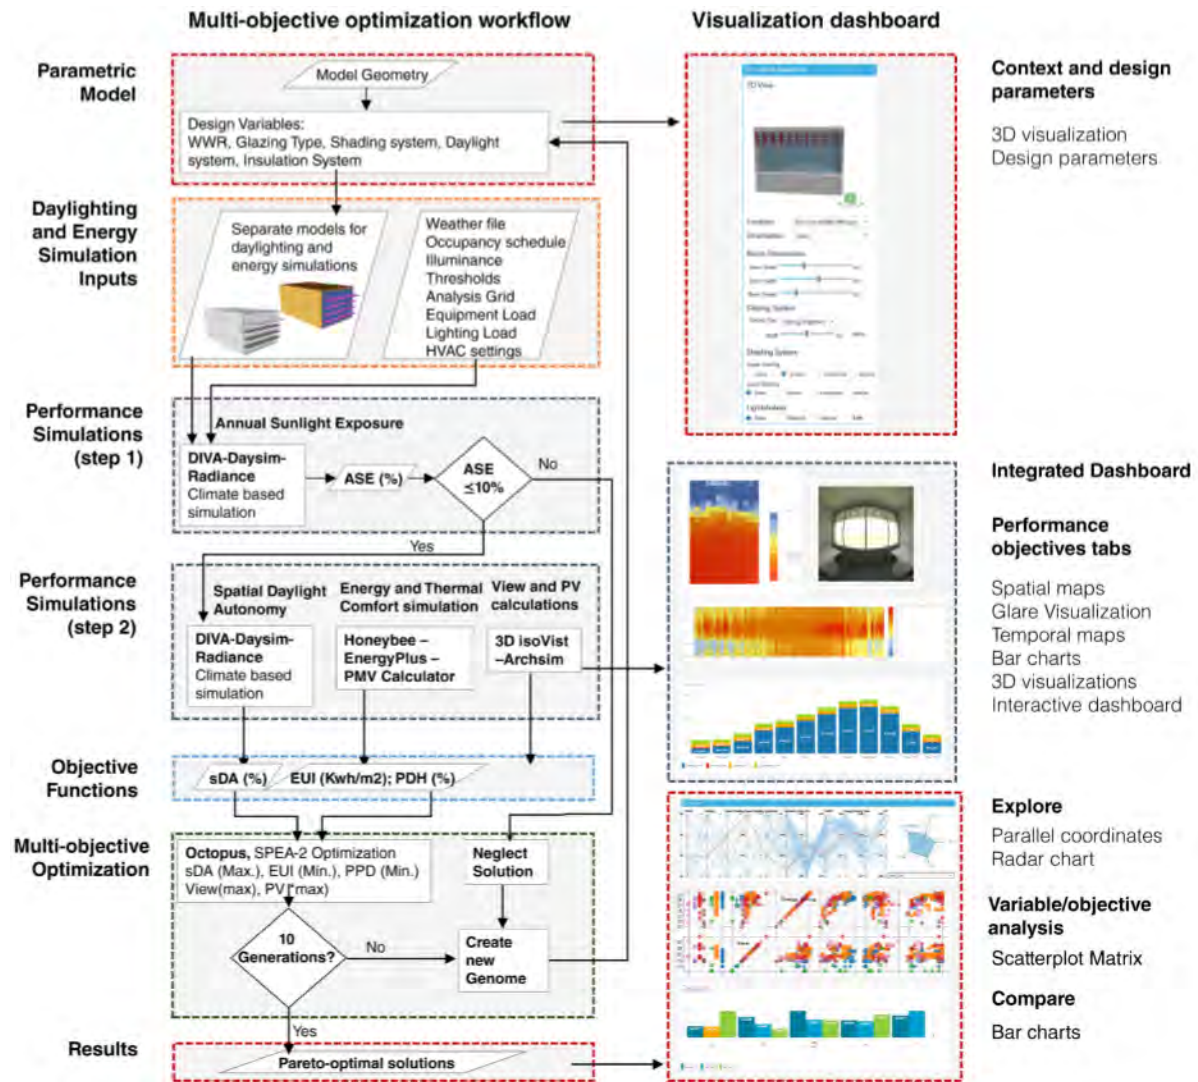 Multi-objective optimization workflow
Visualization dashboard
Parametric
Model
Model Geometry
Design Variables:
WWR, Glazing Type, Shading system, Daylight
system, Insulation System
Context and design
parameters
3D visualization
Design parameters
Daylighting
and Energy
Simulation
Inputs
Separate models for
daylighting and
energy simulations
Weather file
Occupancy schedule
Illuminance
Thresholds
Analysis Grid
Equipment Load
Lighting Load
HVAC settings
Performance
Simulations
(step 1)
Annual Sunlight Exposure
DIVA-Daysim-
Radiance
Climate based
simulation
ASE (%)
ASE
≤10%
No
Yes
Integrated Dashboard
Performance
objectives tabs
Spatial maps
Glare Visualization
Temporal maps
Bar charts
3D visualizations
Interactive dashboard
Performance
Simulations
(step 2)
Spatial Daylight
Autonomy
Energy and Thermal
Comfort simulation
View and PV
calculations
DIVA-Daysim-
Radiance
Climate based
simulation
Honeybee –
EnergyPlus –
PMV Calculator
3D isoVist
–Archsim
Objective
Functions
sDA (%)
EUI (Kwh/m2); PDH (%)
Multi-objective
Optimization
Octopus, SPEA-2 Optimization
sDA (Max.), EUI (Min.), PPD (Min.)
View(max), PV max)
Neglect
Solution
10
Generations?
No
Create
new
Genome
Yes
Explore
Parallel coordinates
Radar chart
Variable/objective
analysis
Scatterplot Matrix
Compare
Bar charts
Results
Pareto-optimal solutions